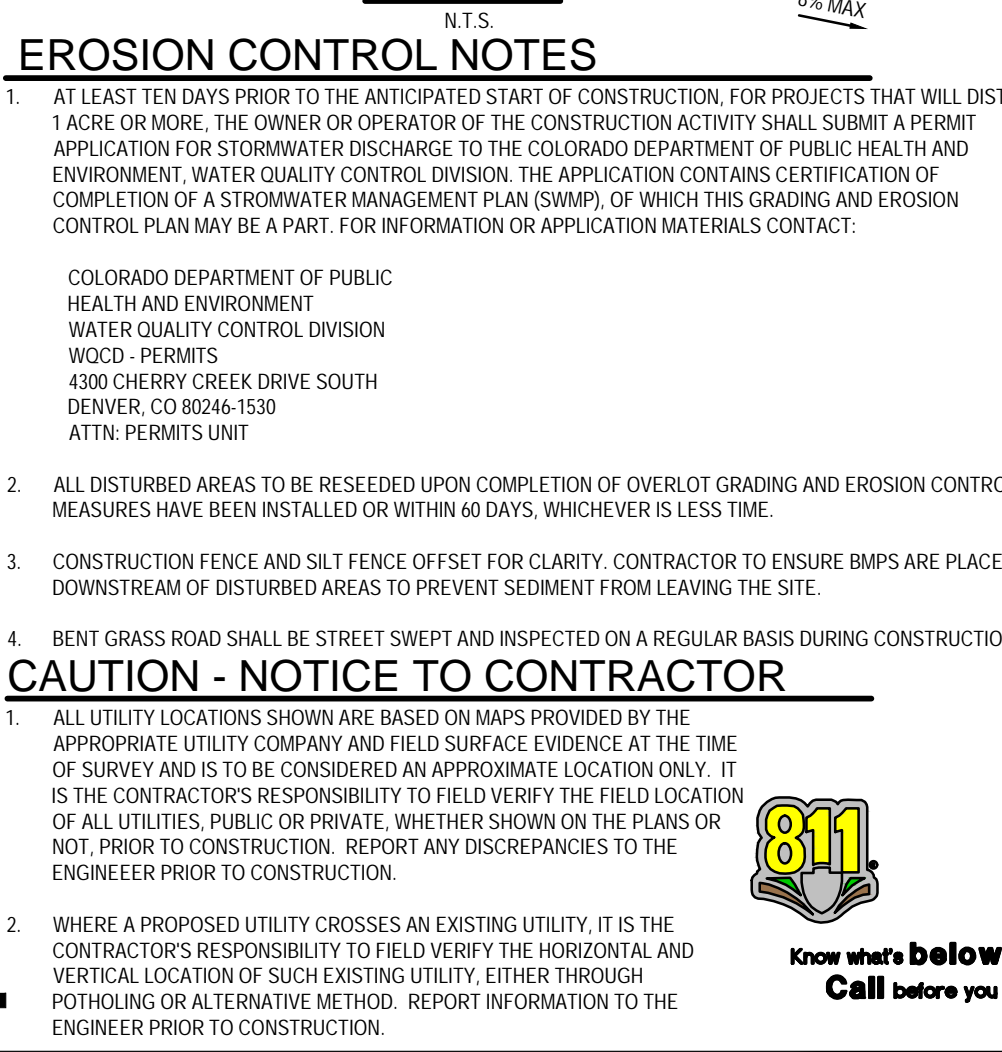 N.T.S.
8% MAX
EROSION CONTROL NOTES
1. AT LEAST TEN DAYS PRIOR TO THE ANTICIPATED START OF CONSTRUCTION, FOR PROJECTS THAT WILL DIST
1 ACRE OR MORE, THE OWNER OR OPERATOR OF THE CONSTRUCTION ACTIVITY SHALL SUBMIT A PERMIT
APPLICATION FOR STORMWATER DISCHARGE TO THE COLORADO DEPARTMENT OF PUBLIC HEALTH AND
ENVIRONMENT, WATER QUALITY CONTROL DIVISION. THE APPLICATION CONTAINS CERTIFICATION OF
COMPLETION OF A STROMWATER MANAGEMENT PLAN (SWMP), OF WHICH THIS GRADING AND EROSION
CONTROL PLAN MAY BE A PART. FOR INFORMATION OR APPLICATION MATERIALS CONTACT:
COLORADO DEPARTMENT OF PUBLIC
HEALTH AND ENVIRONMENT
WATER QUALITY CONTROL DIVISION
WQCD - PERMITS
4300 CHERRY CREEK DRIVE SOUTH
DENVER, CO 80246-1530
ATTN: PERMITS UNIT
2. ALL DISTURBED AREAS TO BE RESEEDED UPON COMPLETION OF OVERLOT GRADING AND EROSION CONTRO
MEASURES HAVE BEEN INSTALLED OR WITHIN 60 DAYS, WHICHEVER IS LESS TIME.
3. CONSTRUCTION FENCE AND SILT FENCE OFFSET FOR CLARITY. CONTRACTOR TO ENSURE BMPS ARE PLACE
DOWNSTREAM OF DISTURBED AREAS TO PREVENT SEDIMENT FROM LEAVING THE SITE.
4. BENT GRASS ROAD SHALL BE STREET SWEPT AND INSPECTED ON A REGULAR BASIS DURING CONSTRUCTIO
CAUTION - NOTICE TO CONTRACTOR
1. ALL UTILITY LOCATIONS SHOWN ARE BASED ON MAPS PROVIDED BY THE
APPROPRIATE UTILITY COMPANY AND FIELD SURFACE EVIDENCE AT THE TIME
OF SURVEY AND IS TO BE CONSIDERED AN APPROXIMATE LOCATION ONLY. IT
IS THE CONTRACTOR'S RESPONSIBILITY TO FIELD VERIFY THE FIELD LOCATION
OF ALL UTILITIES, PUBLIC OR PRIVATE, WHETHER SHOWN ON THE PLANS OR
NOT, PRIOR TO CONSTRUCTION. REPORT ANY DISCREPANCIES TO THE
ENGINEEER PRIOR TO CONSTRUCTION.
2. WHERE A PROPOSED UTILITY CROSSES AN EXISTING UTILITY, IT IS THE
CONTRACTOR'S RESPONSIBILITY TO FIELD VERIFY THE HORIZONTAL AND
VERTICAL LOCATION OF SUCH EXISTING UTILITY, EITHER THROUGH
POTHOLING OR ALTERNATIVE METHOD. REPORT INFORMATION TO THE
ENGINEER PRIOR TO CONSTRUCTION.
811®
Know what's below
Call before you